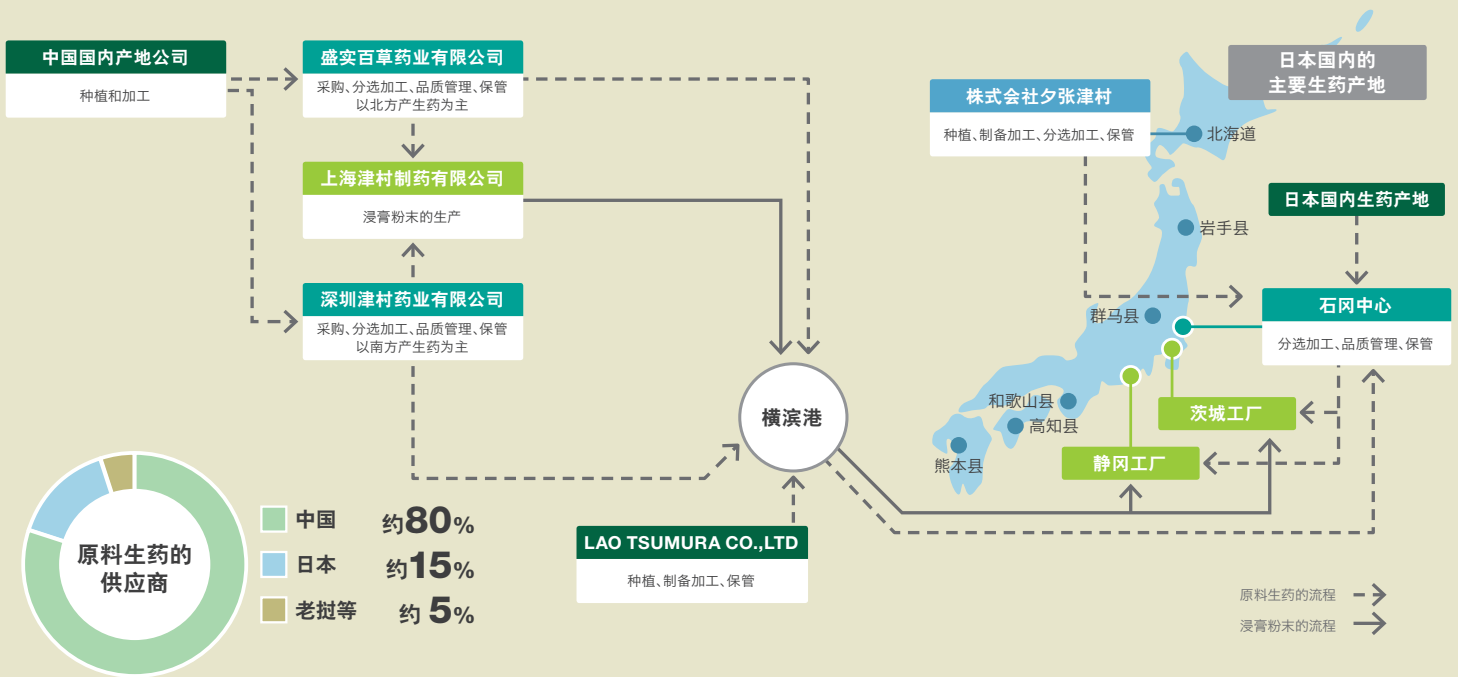 中国国内产地公司
种植和加工
盛实百草药业有限公司
采购、分选加工、品质管理、保管
以北方产生药为主
上海津村制药有限公司
浸膏粉末的生产
深圳津村药业有限公司
采购、分选加工、品质管理、保管
以南方产生药为主
横滨港
LAO TSUMURA CO.,LTD
种植、制备加工、保管
原料生药的
供应商
中国 约80%
日本 约15%
老挝等 约 5%
日本国内的
主要生药产地
株式会社夕张津村
种植、制备加工、分选加工、保管
北海道
日本国内生药产地
岩手县
石冈中心
分选加工、品质管理、保管
群马县
和歌山县
高知县
熊本县
茨城工厂
静冈工厂
原料生药的流程
浸膏粉末的流程